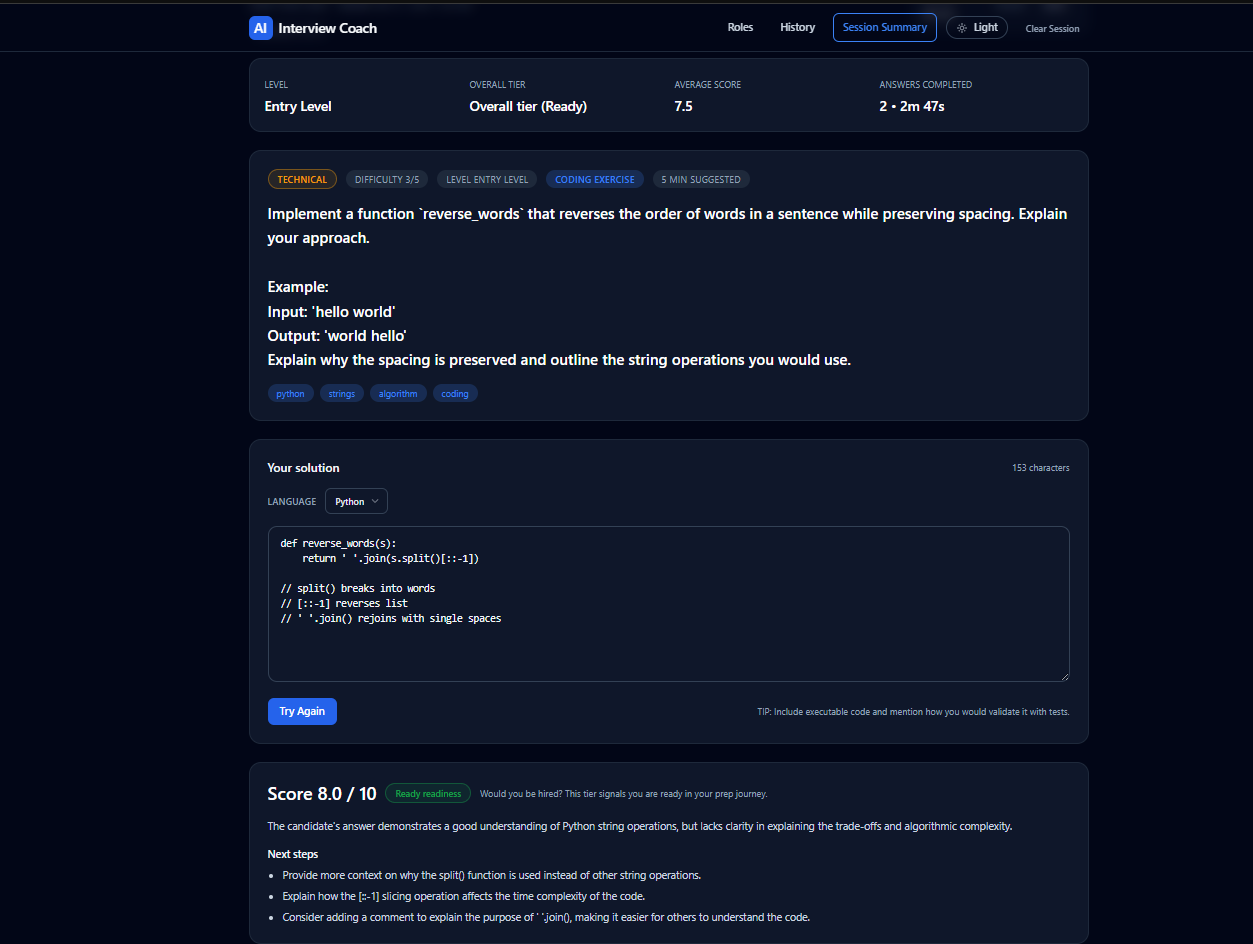 AI Interview Coach Roles History Session Summary Light Clear Session
LEVEL OVERALL TIER AVERAGE SCORE ANSWERS COMPLETED
Entry Level Overall tier (Ready) 7.5 2 • 2m 47s
TECHNICAL DIFFICULTY 3/5 LEVEL ENTRY LEVEL CODING EXERCISE 5 MIN SUGGESTED
Implement a function `reverse_words` that reverses the order of words in a sentence while preserving spacing. Explain
your approach.
Example:
Input: 'hello world'
Output: 'world hello'
Explain why the spacing is preserved and outline the string operations you would use.
python strings algorithm coding
Your solution 153 characters
LANGUAGE Python
def reverse_words(s):
    return ' '.join(s.split()[::-1])
// split() breaks into words
// [::-1] reverses list
// ' '.join() rejoins with single spaces
Try Again TIP: Include executable code and mention how you would validate it with tests.
Score 8.0 / 10 Ready readiness Would you be hired? This tier signals you are ready in your prep journey.
The candidate's answer demonstrates a good understanding of Python string operations, but lacks clarity in explaining the trade-offs and algorithmic complexity.
Next steps
• Provide more context on why the split() function is used instead of other string operations.
• Explain how the [::-1] slicing operation affects the time complexity of the code.
• Consider adding a comment to explain the purpose of ' '.join(), making it easier for others to understand the code.